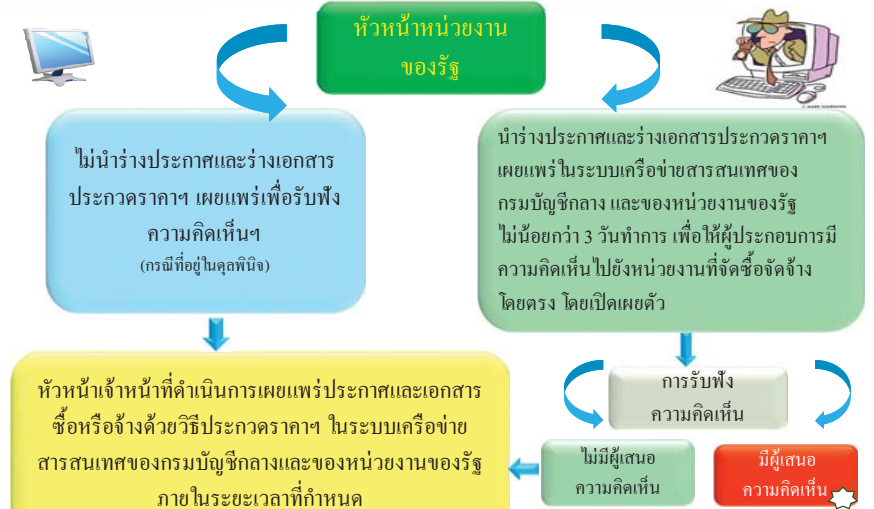 หัวหน้าหน่วยงาน
ของรัฐ
ไม่นำร่างประกาศและร่างเอกสาร
ประกวดราคาฯ เผยแพร่เพื่อรับฟัง
ความคิดเห็นฯ
(กรณีที่อยู่ในดุลพินิจ)
นำร่างประกาศและร่างเอกสารประกวดราคาฯ
เผยแพร่ในระบบเครือข่ายสารสนเทศของ
กรมบัญชีกลาง และของหน่วยงานของรัฐ
ไม่น้อยกว่า 3 วันทำการ เพื่อให้ผู้ประกอบการมี
ความคิดเห็นไปยังหน่วยงานที่จัดซื้อจัดจ้าง
โดยตรง โดยเปิดเผยตัว
หัวหน้าเจ้าหน้าที่ดำเนินการเผยแพร่ประกาศและเอกสาร
ซื้อหรือจ้างด้วยวิธีประกวดราคาฯ ในระบบเครือข่าย
สารสนเทศของกรมบัญชีกลางและของหน่วยงานของรัฐ
ภายในระยะเวลาที่กำหนด
การรับฟัง
ความคิดเห็น
ไม่มีผู้เสนอ
ความคิดเห็น
มีผู้เสนอ
ความคิดเห็น